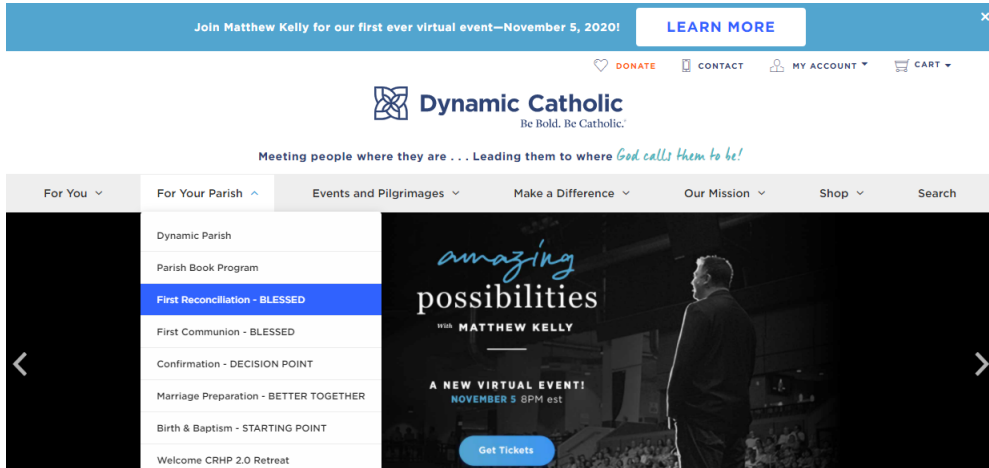 Join Matthew Kelly for our first ever virtual event—November 5, 2020!
LEARN MORE
×
DONATE
CONTACT
MY ACCOUNT
CART
Dynamic Catholic
Be Bold. Be Catholic.
Meeting people where they are . . . Leading them to where God calls them to be!
For You
For Your Parish
Events and Pilgrimages
Make a Difference
Our Mission
Shop
Search
Dynamic Parish
Parish Book Program
First Reconciliation - BLESSED
First Communion - BLESSED
Confirmation - DECISION POINT
Marriage Preparation - BETTER TOGETHER
Birth & Baptism - STARTING POINT
Welcome CRHP 2.0 Retreat
amazing
possibilities
With MATTHEW KELLY
A NEW VIRTUAL EVENT!
NOVEMBER 5 8PM est
Get Tickets